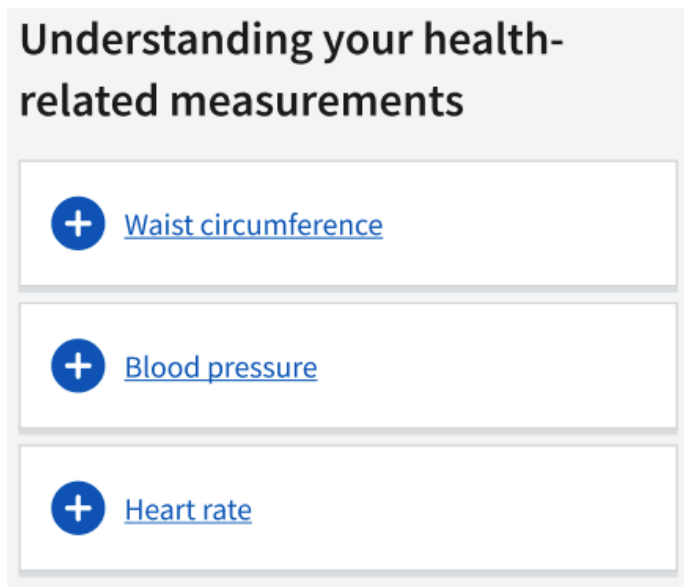 Understanding your health-
related measurements
Waist circumference
Blood pressure
Heart rate